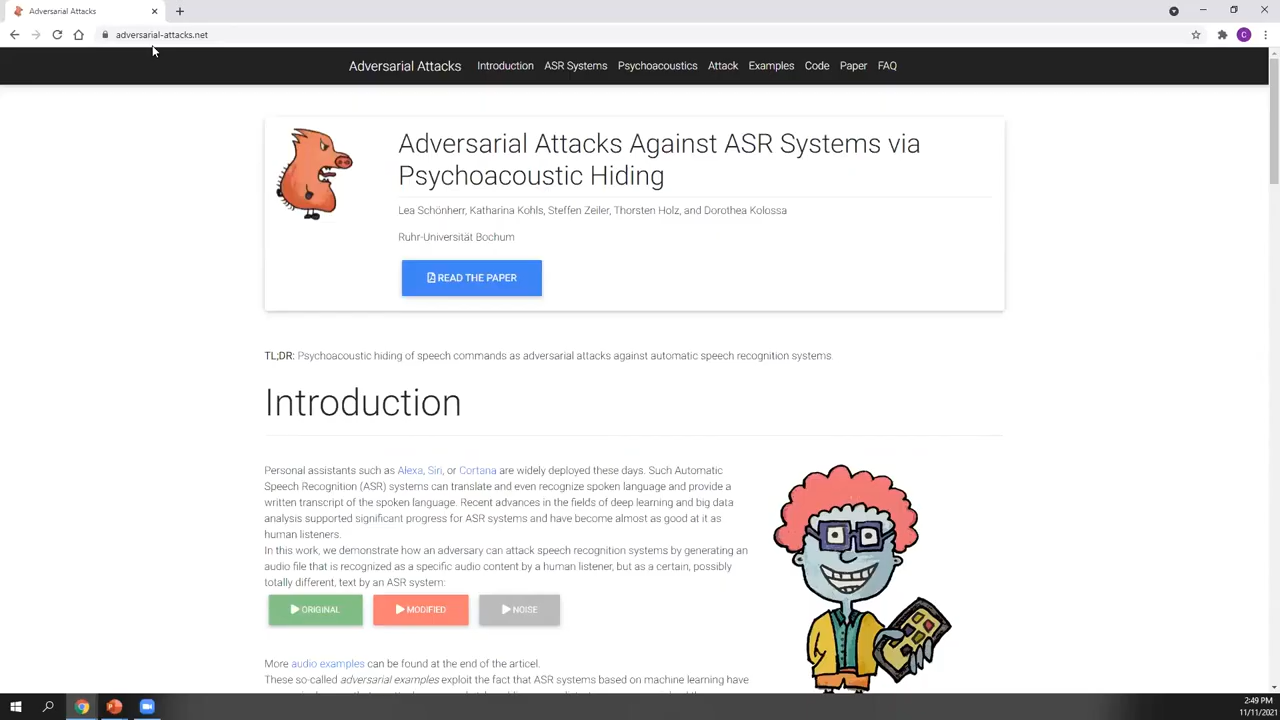 Adversarial Attacks
adversarial-attacks.net
C
Adversarial Attacks Introduction ASR Systems Psychoacoustics Attack Examples Code Paper FAQ
Adversarial Attacks Against ASR Systems via
Psychoacoustic Hiding
Lea Schönherr, Katharina Kohls, Steffen Zeiler, Thorsten Holz, and Dorothea Kolossa
Ruhr-Universität Bochum
READ THE PAPER
TL;DR: Psychoacoustic hiding of speech commands as adversarial attacks against automatic speech recognition systems.
Introduction
Personal assistants such as Alexa, Siri, or Cortana are widely deployed these days. Such Automatic
Speech Recognition (ASR) systems can translate and even recognize spoken language and provide a
written transcript of the spoken language. Recent advances in the fields of deep learning and big data
analysis supported significant progress for ASR systems and have become almost as good at it as
human listeners.
In this work, we demonstrate how an adversary can attack speech recognition systems by generating an
audio file that is recognized as a specific audio content by a human listener, but as a certain, possibly
totally different, text by an ASR system:
ORIGINAL MODIFIED NOISE
More audio examples can be found at the end of the articel.
These so-called adversarial examples exploit the fact that ASR systems based on machine learning have
2:49 PM
11/11/2021